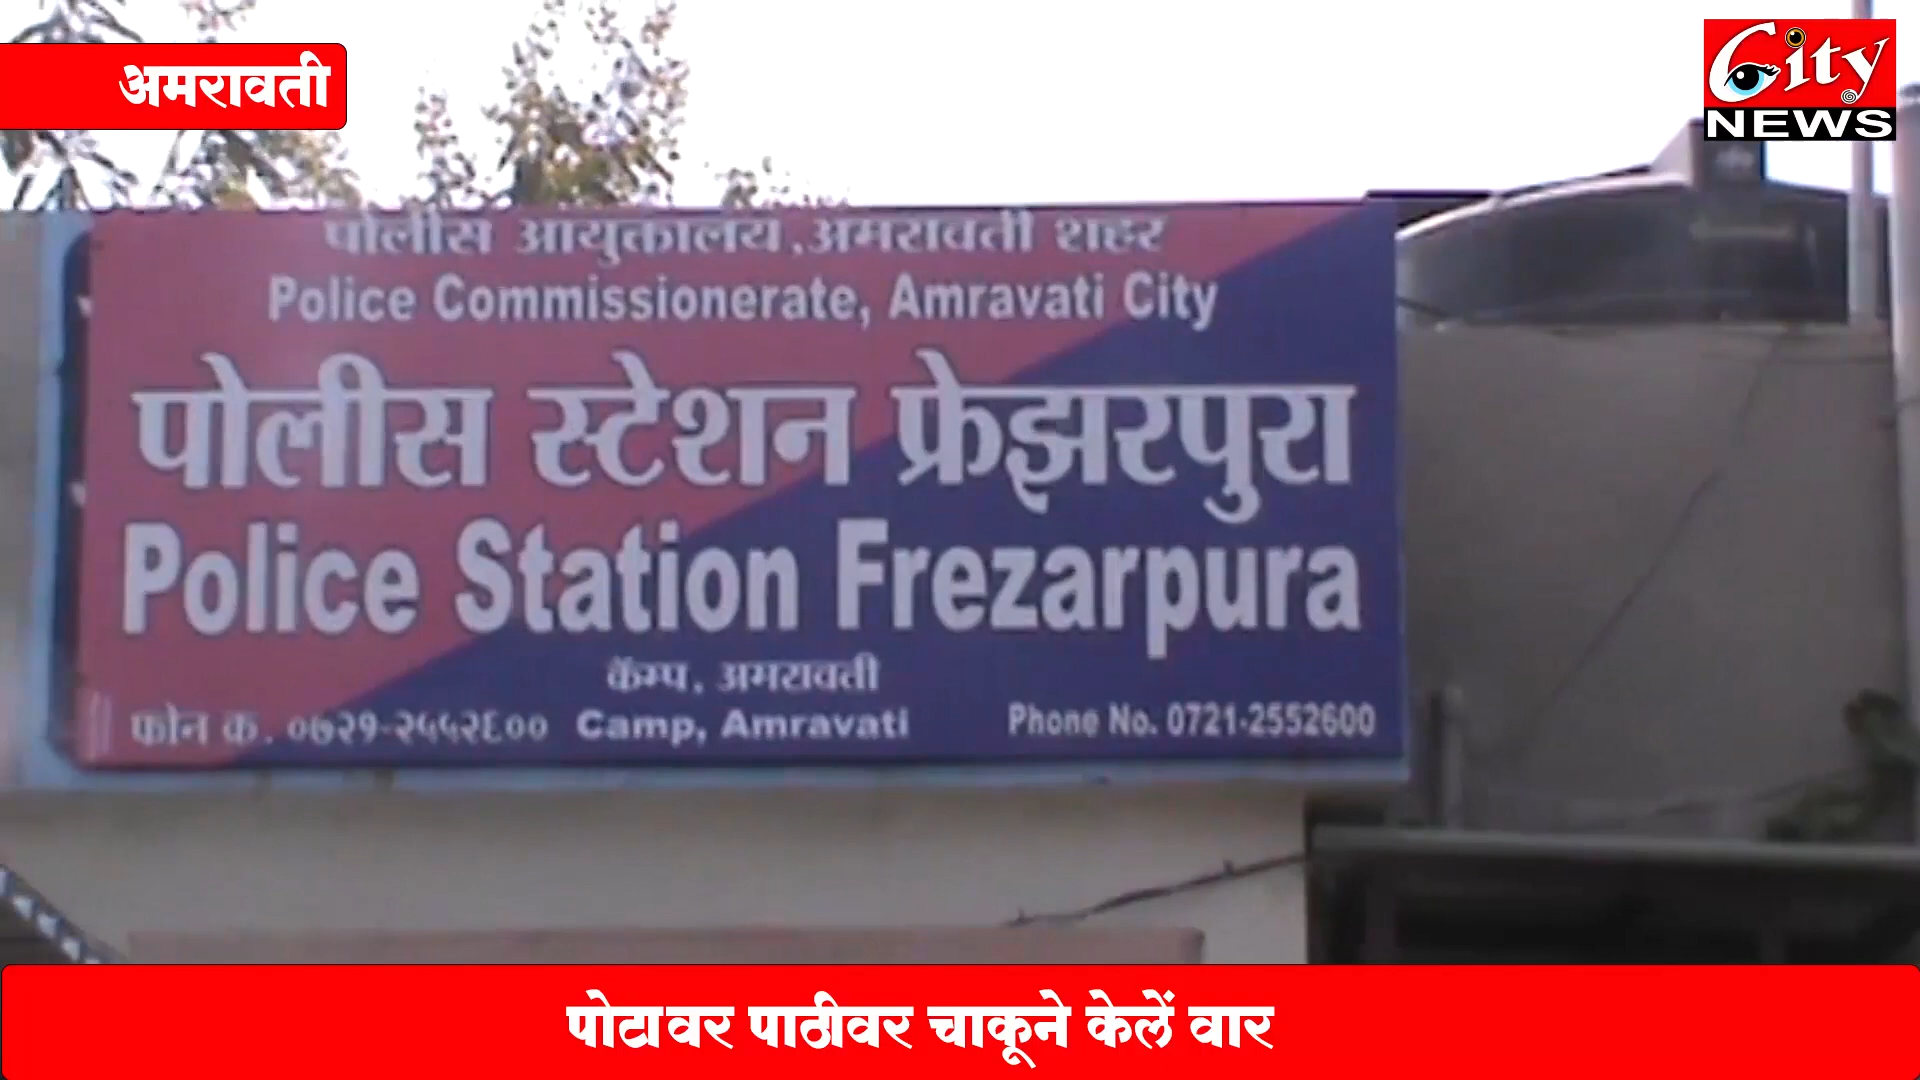 अमरावती
City
NEWS
पोलीस आयुक्तालय,अमरावती शहर
Police Commissionerate, Amravati City
पोलीस स्टेशन फ्रेझरपुरा
Police Station Frezarpura
कॅम्प, अमरावती
फोन क. ०७२१-२५५२६०० Camp, Amravati Phone No. 0721-2552600
पोटावर पाठीवर चाकूने केलें वार